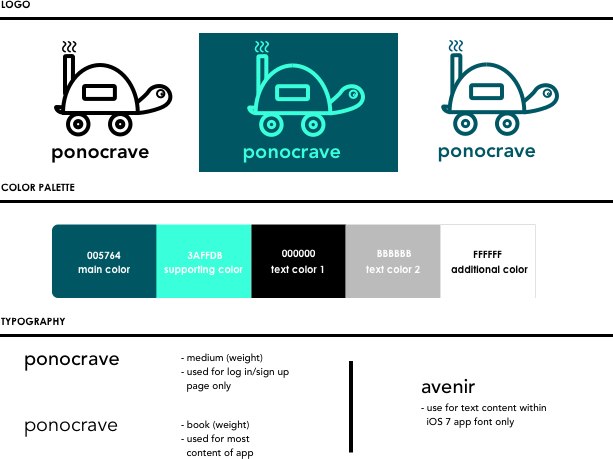 LOGO
ponocrave
ponocrave
ponocrave
COLOR PALETTE
005764
main color
3AFFDB
supporting color
000000
text color 1
BBBBBB
text color 2
FFFFFF
additional color
TYPOGRAPHY
ponocrave
- medium (weight)
- used for log in/sign up
page only
ponocrave
- book (weight)
- used for most
content of app
avenir
- use for text content within
iOS 7 app font only